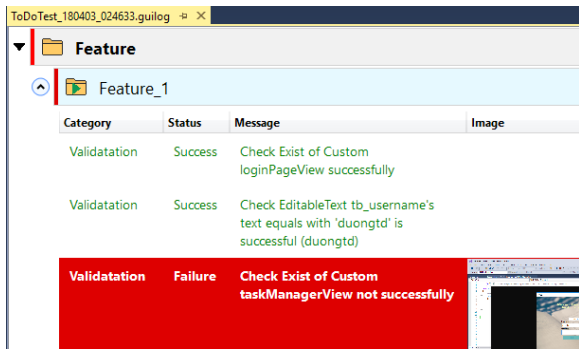 ToDoTest_180403_024633.guilog
Feature
Feature_1
Category Status Message Image
Validatation Success Check Exist of Custom
loginPageView successfully
Validatation Success Check EditableText tb_username's
text equals with 'duongtd' is
successful (duongtd)
Validatation Failure Check Exist of Custom
taskManagerView not successfully